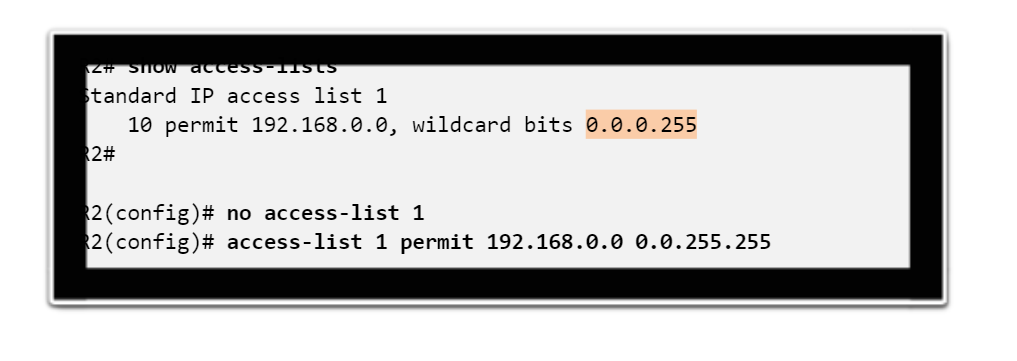 R2# show access-lists
Standard IP access list 1
10 permit 192.168.0.0, wildcard bits 0.0.0.255
R2#
R2(config)# no access-list 1
R2(config)# access-list 1 permit 192.168.0.0 0.0.255.255